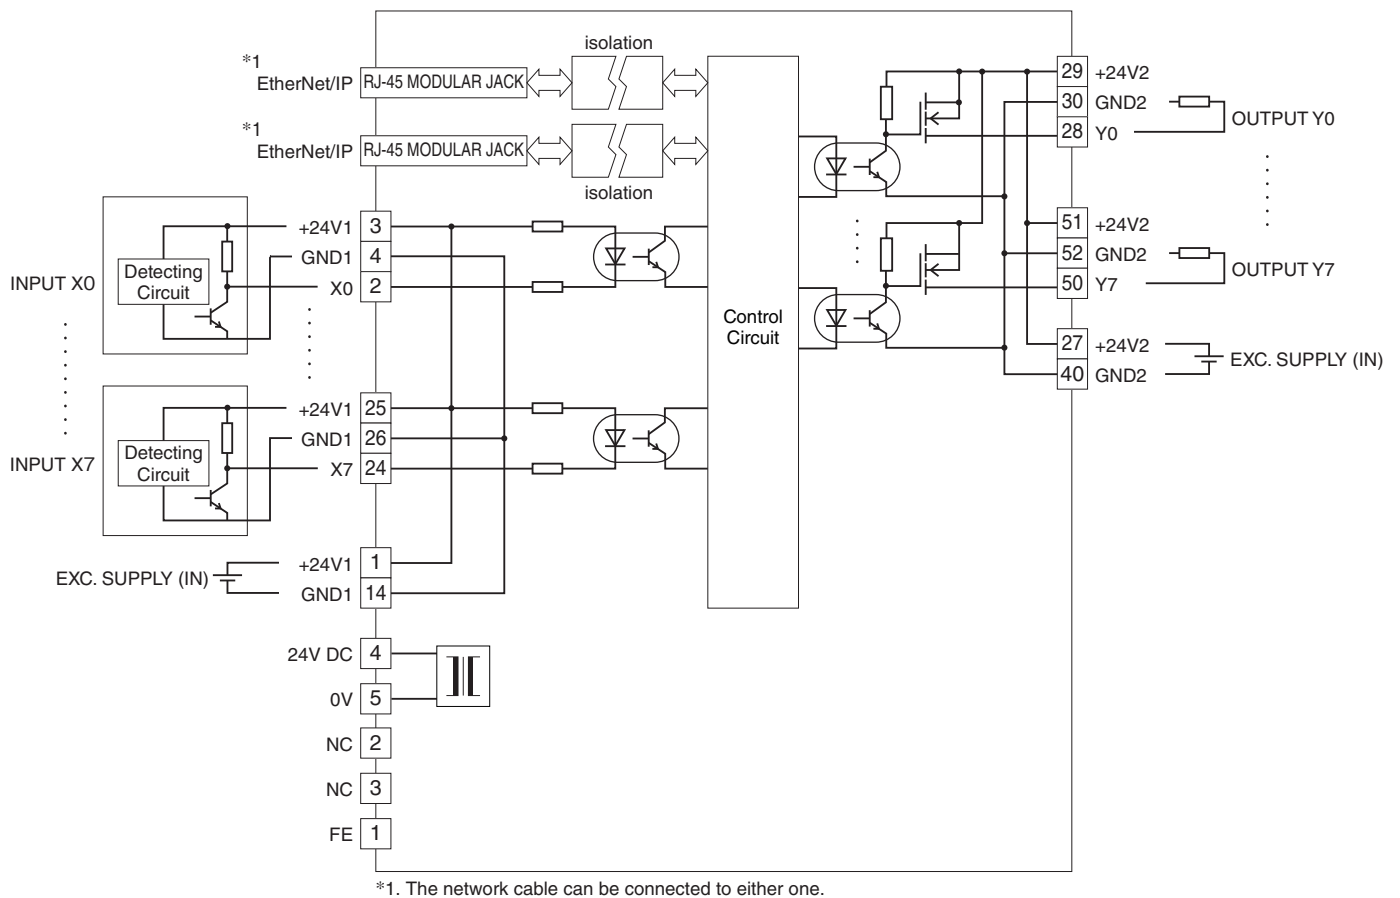 isolation
*1
EtherNet/IP RJ-45 MODULAR JACK
*1
EtherNet/IP RJ-45 MODULAR JACK
isolation
INPUT X0
Detecting
Circuit
+24V1 3
GND1 4
X0 2
INPUT X7
Detecting
Circuit
+24V1 25
GND1 26
X7 24
EXC. SUPPLY (IN)
+24V1 1
GND1 14
24V DC 4
0V 5
NC 2
NC 3
FE 1
Control
Circuit
29 +24V2
30 GND2
28 Y0
OUTPUT Y0
51 +24V2
52 GND2
50 Y7
OUTPUT Y7
27 +24V2
40 GND2
EXC. SUPPLY (IN)
*1. The network cable can be connected to either one.